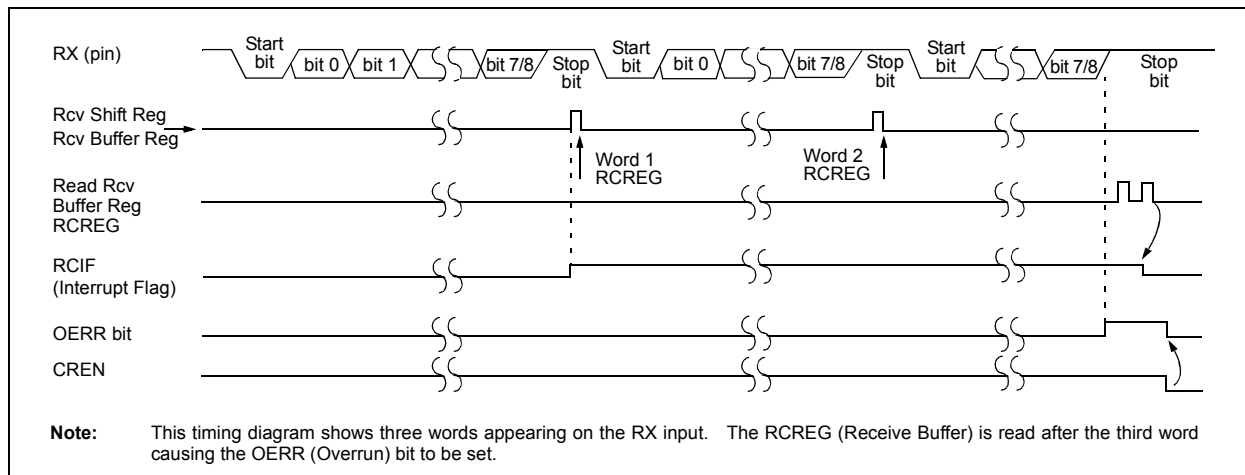 RX (pin)
Start bit
bit 0
bit 1
bit 7/8
Stop bit
Start bit
bit 0
bit 7/8
Stop bit
Start bit
bit 7/8
Stop bit
Rcv Shift Reg
Rcv Buffer Reg
Word 1
RCREG
Word 2
RCREG
Read Rcv
Buffer Reg
RCREG
RCIF
(Interrupt Flag)
OERR bit
CREN
Note: This timing diagram shows three words appearing on the RX input. The RCREG (Receive Buffer) is read after the third word
causing the OERR (Overrun) bit to be set.